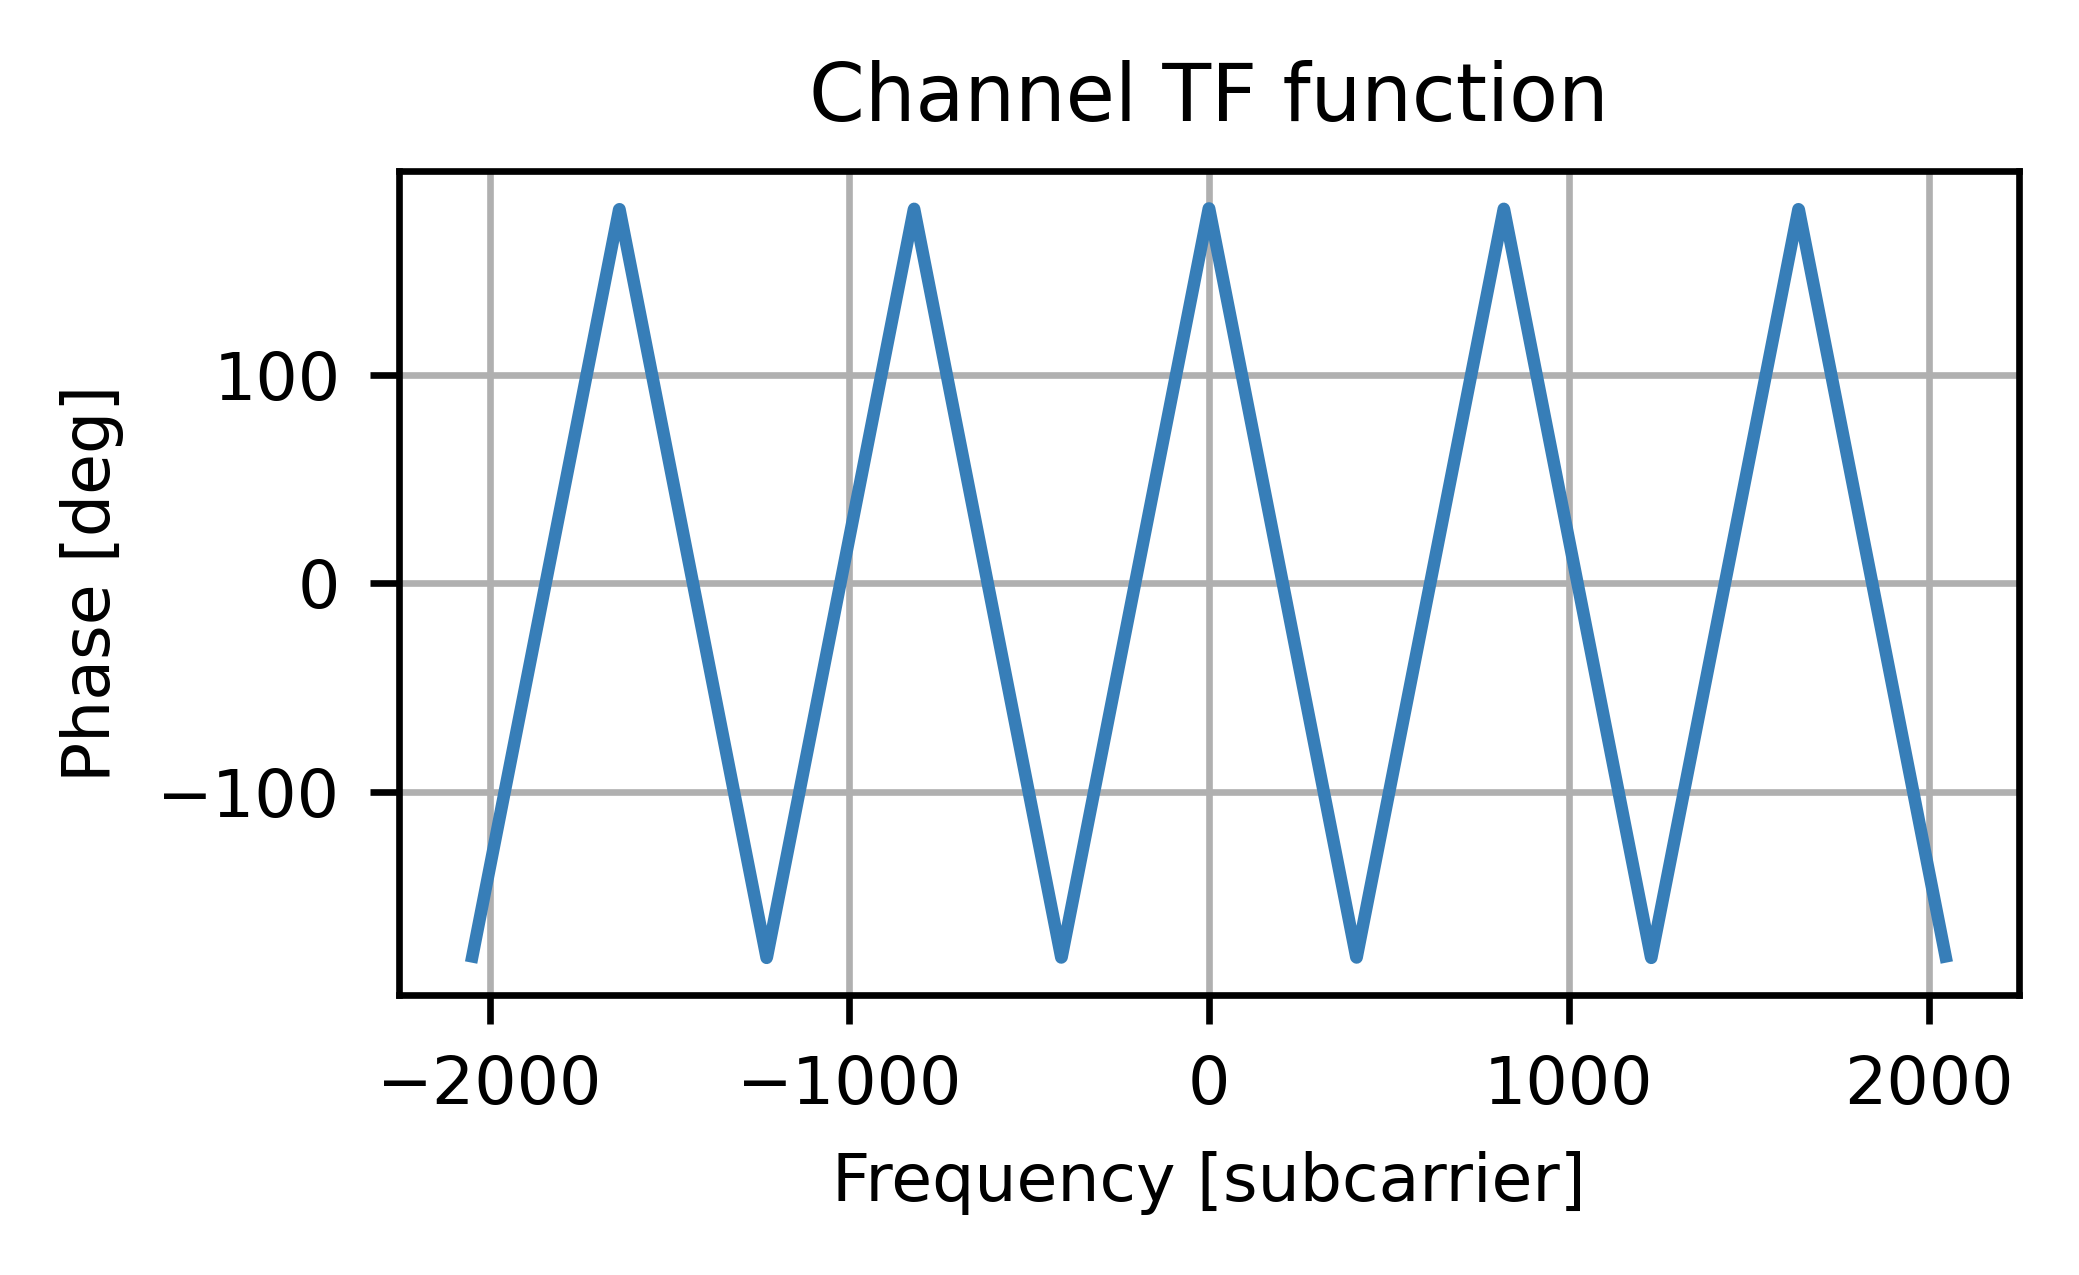 Channel TF function
100
0
−100
Phase [deg]
−2000 −1000 0 1000 2000
Frequency [subcarrier]